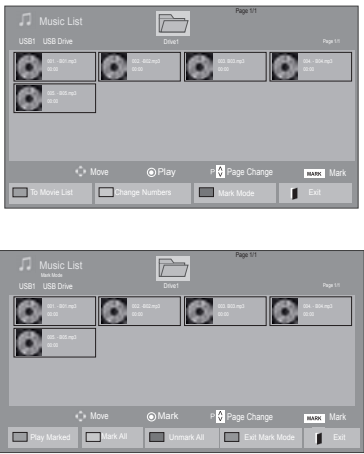 Page 1/1
Music List
USB1 USB Drive
Drive1
Page 1/1
001. - B01.mp3
00:00
002. -B02.mp3
00:00
003. B03.mp3
00:00
004. - B04.mp3
00:00
005. - B05.mp3
00:00
Move
Play
P Page Change
MARK Mark
To Movie List
Change Numbers
Mark Mode
Exit
Page 1/1
Music List
Mark Mode
USB1 USB Drive
Drive1
Page 1/1
001. - B01.mp3
00:00
002. -B02.mp3
00:00
003. B03.mp3
00:00
004. - B04.mp3
00:00
005. - B05.mp3
00:00
Move
Mark
P Page Change
MARK Mark
Play Marked
Mark All
Unmark All
Exit Mark Mode
Exit